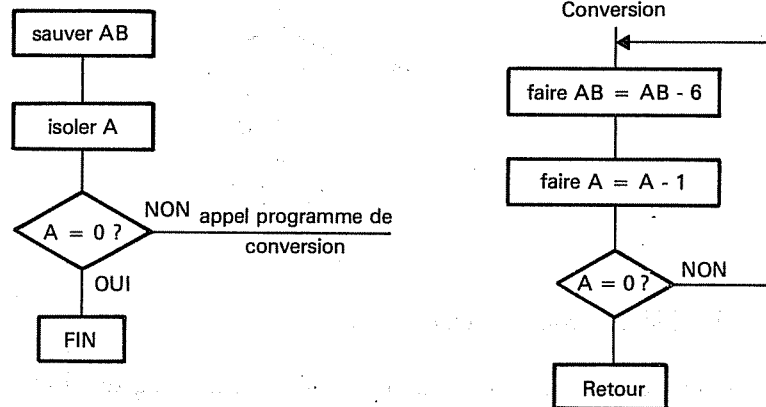 sauver AB
isoler A
A = 0 ?
NON
appel programme de
conversion
OUI
FIN
Conversion
faire AB = AB - 6
faire A = A - 1
A = 0 ?
NON
Retour